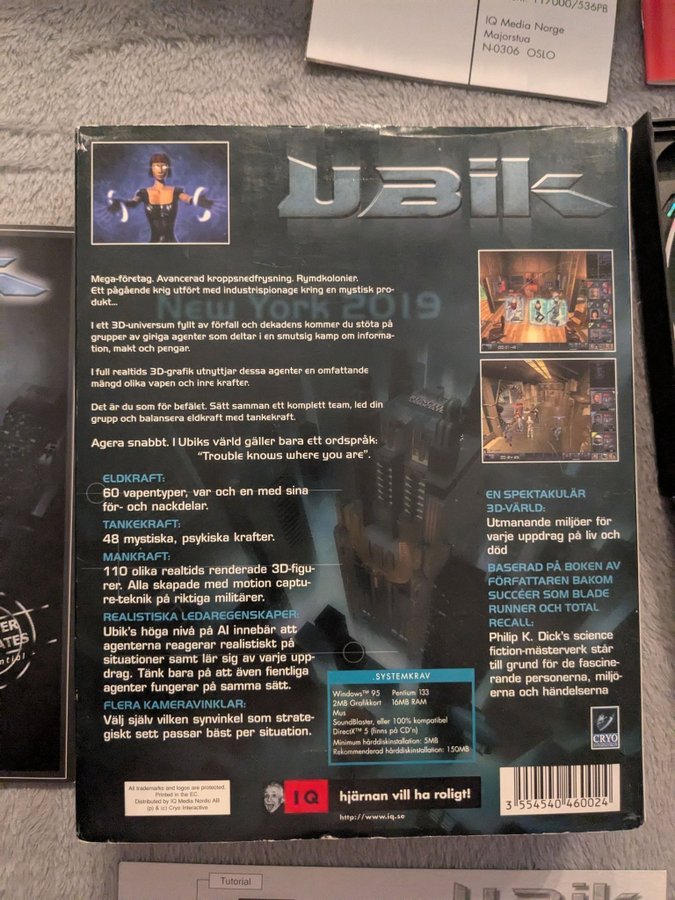 117000/536PB
IQ Media Norge
Majorstua
N-0306 OSLO
UBiK
Mega-företag. Avancerad kroppsnedfrysning. Rymdkolonier.
Ett pågående krig utfört med industrispionage kring en mystisk pro-
dukt...
New York 2019
I ett 3D-universum fyllt av förfall och dekadens kommer du stöta på
grupper av giriga agenter som deltar i en smutsig kamp om informa-
tion, makt och pengar.
I full realtids 3D-grafik utnyttjar dessa agenter en omfattande
mängd olika vapen och inre krafter.
Det är du som för befälet. Sätt samman ett komplett team, led din
grupp och balansera eldkraft med tankekraft.
Agera snabbt. I Ubiks värld gäller bara ett ordspråk:
"Trouble knows where you are".
ELDKRAFT:
60 vapentyper, var och en med sina
för- och nackdelar.
TANKEKRAFT:
48 mystiska, psykiska krafter.
MANKRAFT:
110 olika realtids renderade 3D-figu-
rer. Alla skapade med motion captu-
re-teknik på riktiga militärer.
REALISTISKA LEDAREGENSKAPER:
Ubik's höga nivå på AI innebär att
agenterna reagerar realistiskt på
situationer samt lär sig av varje upp-
drag. Tänk bara på att även fientliga
agenter fungerar på samma sätt.
FLERA KAMERAVINKLAR:
Välj själv vilken synvinkel som strate-
giskt sett passar bäst per situation.
EN SPEKTAKULÄR
3D-VÄRLD:
Utmanande miljöer för
varje uppdrag på liv och
död
BASERAD PÅ BOKEN AV
FÖRFATTAREN BAKOM
SUCCÉER SOM BLADE
RUNNER OCH TOTAL
RECALL:
Philip K. Dick's science
fiction-mästerverk står
till grund för de fascine-
rande personerna, miljö-
erna och händelserna
.SYSTEMKRAV
Windows™ 95 Pentium 133
2MB Grafikkort 16MB RAM
Mus
SoundBlaster, eller 100% kompatibel
DirectX™ 5 (finns på CD'n)
Minimum hårddiskinstallation: 5MB
Rekommenderad hårddiskinstallation: 150MB
CRYO
All trademarks and logos are protected.
Printed in the EC.
Distributed by IQ Media Nordic AB
(p) & (c) Cryo Interactive
IQ
hjärnan vill ha roligt!
http://www.iq.se
3 554540 460024
Tutorial
UBiK